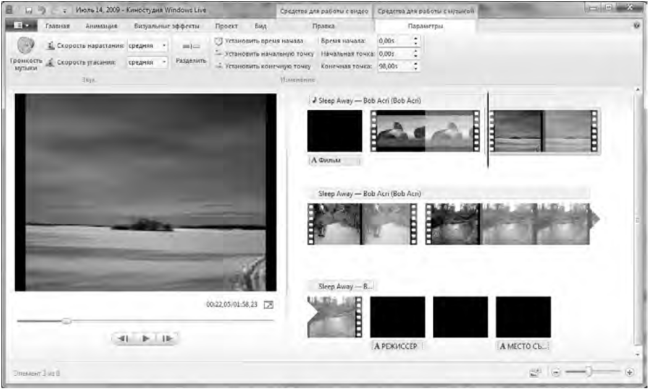 Июль 14, 2009 - Киностудия Windows Live
Средства для работы с видео
Средства для работы с музыкой
Главная
Анимация
Визуальные эффекты
Проект
Вид
Правка
Параметры
Громкость музыки
Скорость нарастания:
средняя
Скорость угасания:
средняя
Разделить
Установить время начала
Установить начальную точку
Установить конечную точку
Время начала:
0,00s
Начальная точка:
0,00s
Конечная точка:
98,00s
Звук
Изменение
Sleep Away — Bob Acri (Bob Acri)
A Фильм
Sleep Away — Bob Acri (Bob Acri)
00:22,05/01:58,23
Sleep Away — B...
A РЕЖИССЕР
A МЕСТО СЪ...
Элемент 3 из 8